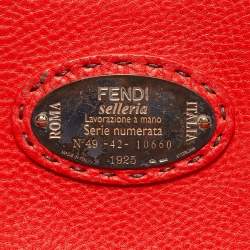 FENDI
selleria
Lavorazione a mano
Serie numerata
N°49 -42- 10660
1925
ROMA
ITALIA